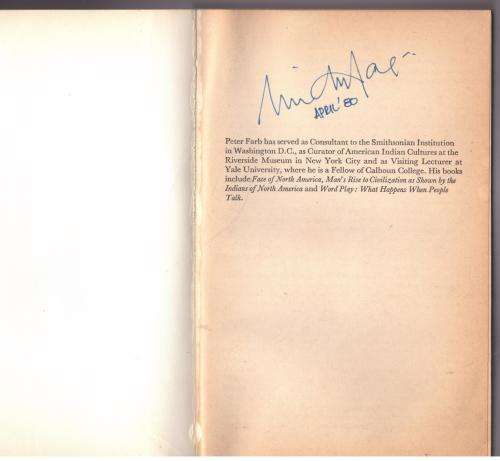 APRIL '80
Peter Farb has served as Consultant to the Smithsonian Institution
in Washington D.C., as Curator of American Indian Cultures at the
Riverside Museum in New York City and as Visiting Lecturer at
Yale University, where he is a Fellow of Calhoun College. His books
include Face of North America, Man's Rise to Civilization as Shown by the
Indians of North America and Word Play: What Happens When People
Talk.